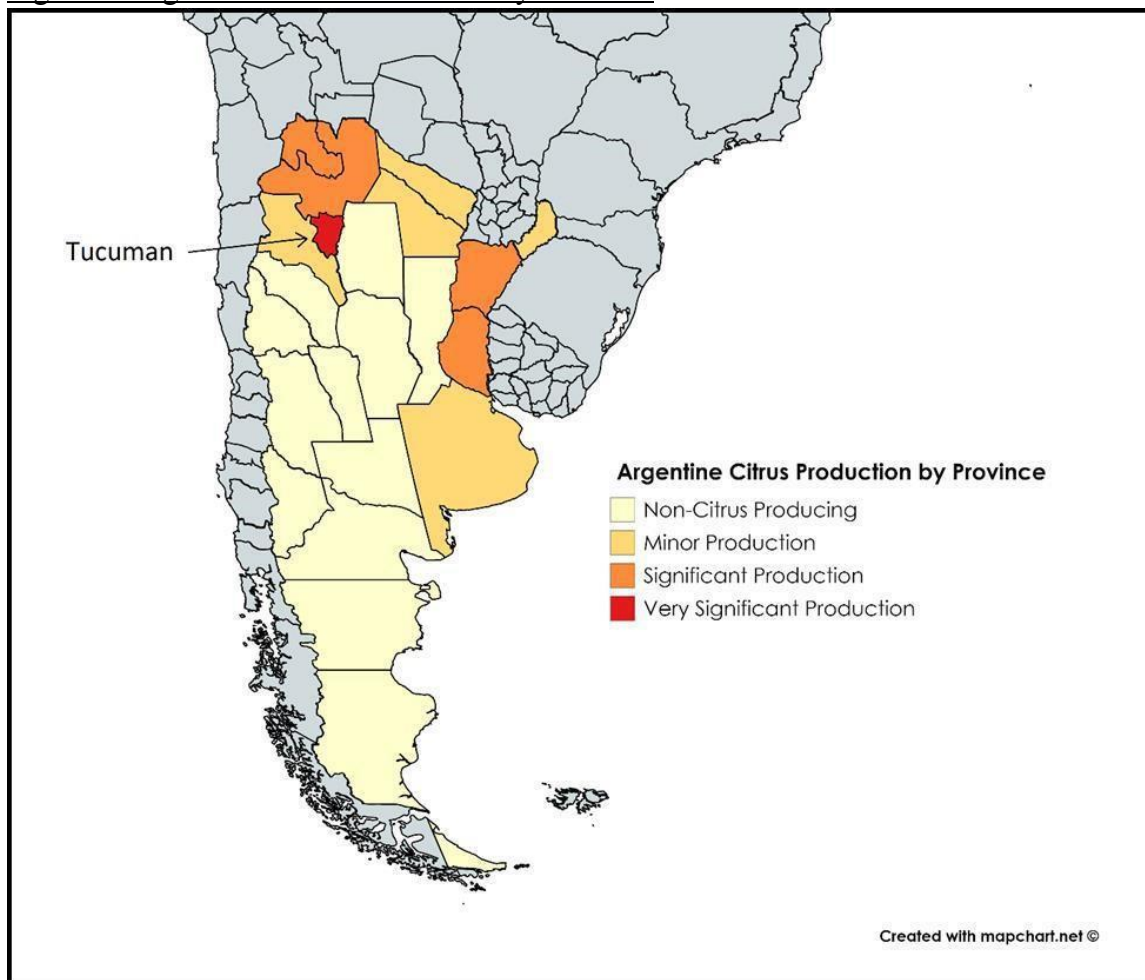 Tucuman
Argentine Citrus Production by Province
Non-Citrus Producing
Minor Production
Significant Production
Very Significant Production
Created with mapchart.net ©